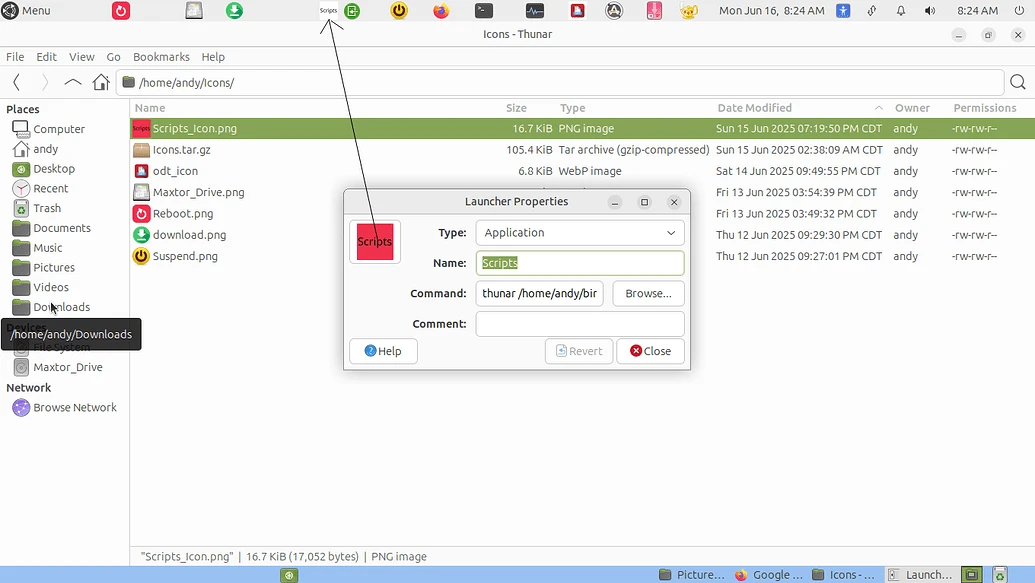 Menu
Scripts
Mon Jun 16, 8:24 AM
8:24 AM
Icons - Thunar
File Edit View Go Bookmarks Help
/home/andy/Icons/
Places
Computer
andy
Desktop
Recent
Trash
Documents
Music
Pictures
Videos
Downloads
/home/andy/Downloads
Maxtor_Drive
Network
Browse Network
Name Size Type Date Modified Owner Permissions
Scripts Scripts_Icon.png 16.7 KiB PNG image Sun 15 Jun 2025 07:19:50 PM CDT andy -rw-rw-r--
Icons.tar.gz 105.4 KiB Tar archive (gzip-compressed) Sun 15 Jun 2025 02:38:09 AM CDT andy -rw-rw-r--
odt_icon 6.8 KiB WebP image Sat 14 Jun 2025 09:49:55 PM CDT andy -rw-rw-r--
Maxtor_Drive.png Fri 13 Jun 2025 03:54:39 PM CDT andy -rw-rw-r--
Reboot.png Fri 13 Jun 2025 03:49:32 PM CDT andy -rw-rw-r--
download.png Thu 12 Jun 2025 09:29:30 PM CDT andy -rw-rw-r--
Suspend.png Thu 12 Jun 2025 09:27:01 PM CDT andy -rw-rw-r--
Launcher Properties
Scripts
Type: Application
Name: Scripts
Command: thunar /home/andy/bin Browse...
Comment:
Help Revert Close
"Scripts_Icon.png" | 16.7 KiB (17,052 bytes) | PNG image
Picture... Google ... Icons - ... Launch...